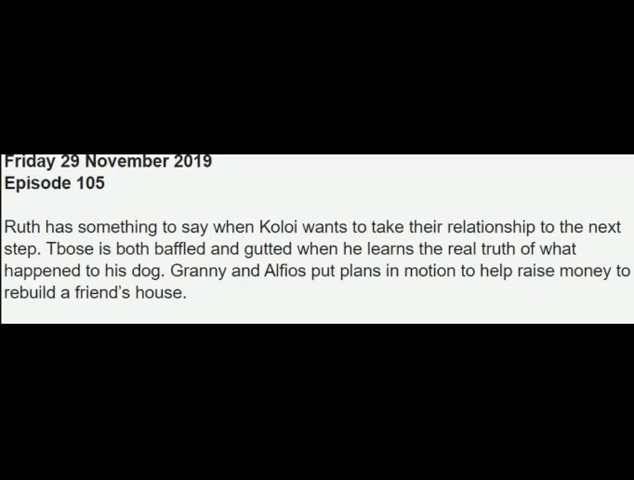 Friday 29 November 2019
Episode 105
Ruth has something to say when Koloi wants to take their relationship to the next
step. Tbose is both baffled and gutted when he learns the real truth of what
happened to his dog. Granny and Alfios put plans in motion to help raise money to
rebuild a friend’s house.